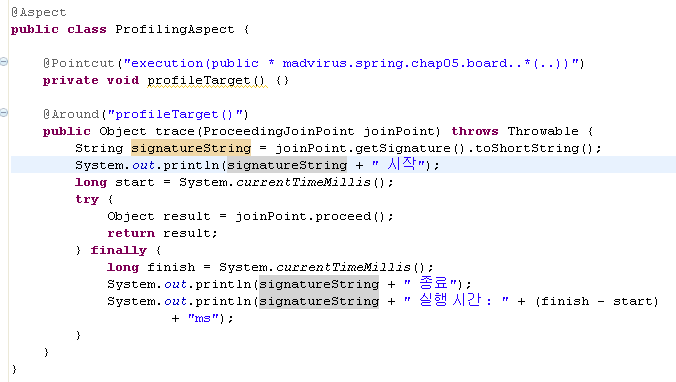 @Aspect
public class ProfilingAspect {
@Pointcut("execution(public * madvirus.spring.chap05.board..*(..))")
private void profileTarget() {}
@Around("profileTarget()")
public Object trace(ProceedingJoinPoint joinPoint) throws Throwable {
String signatureString = joinPoint.getSignature().toShortString();
System.out.println(signatureString + " 시작");
long start = System.currentTimeMillis();
try {
Object result = joinPoint.proceed();
return result;
} finally {
long finish = System.currentTimeMillis();
System.out.println(signatureString + " 종료");
System.out.println(signatureString + " 실행 시간 : " + (finish - start)
+ "ms");
}
}
}